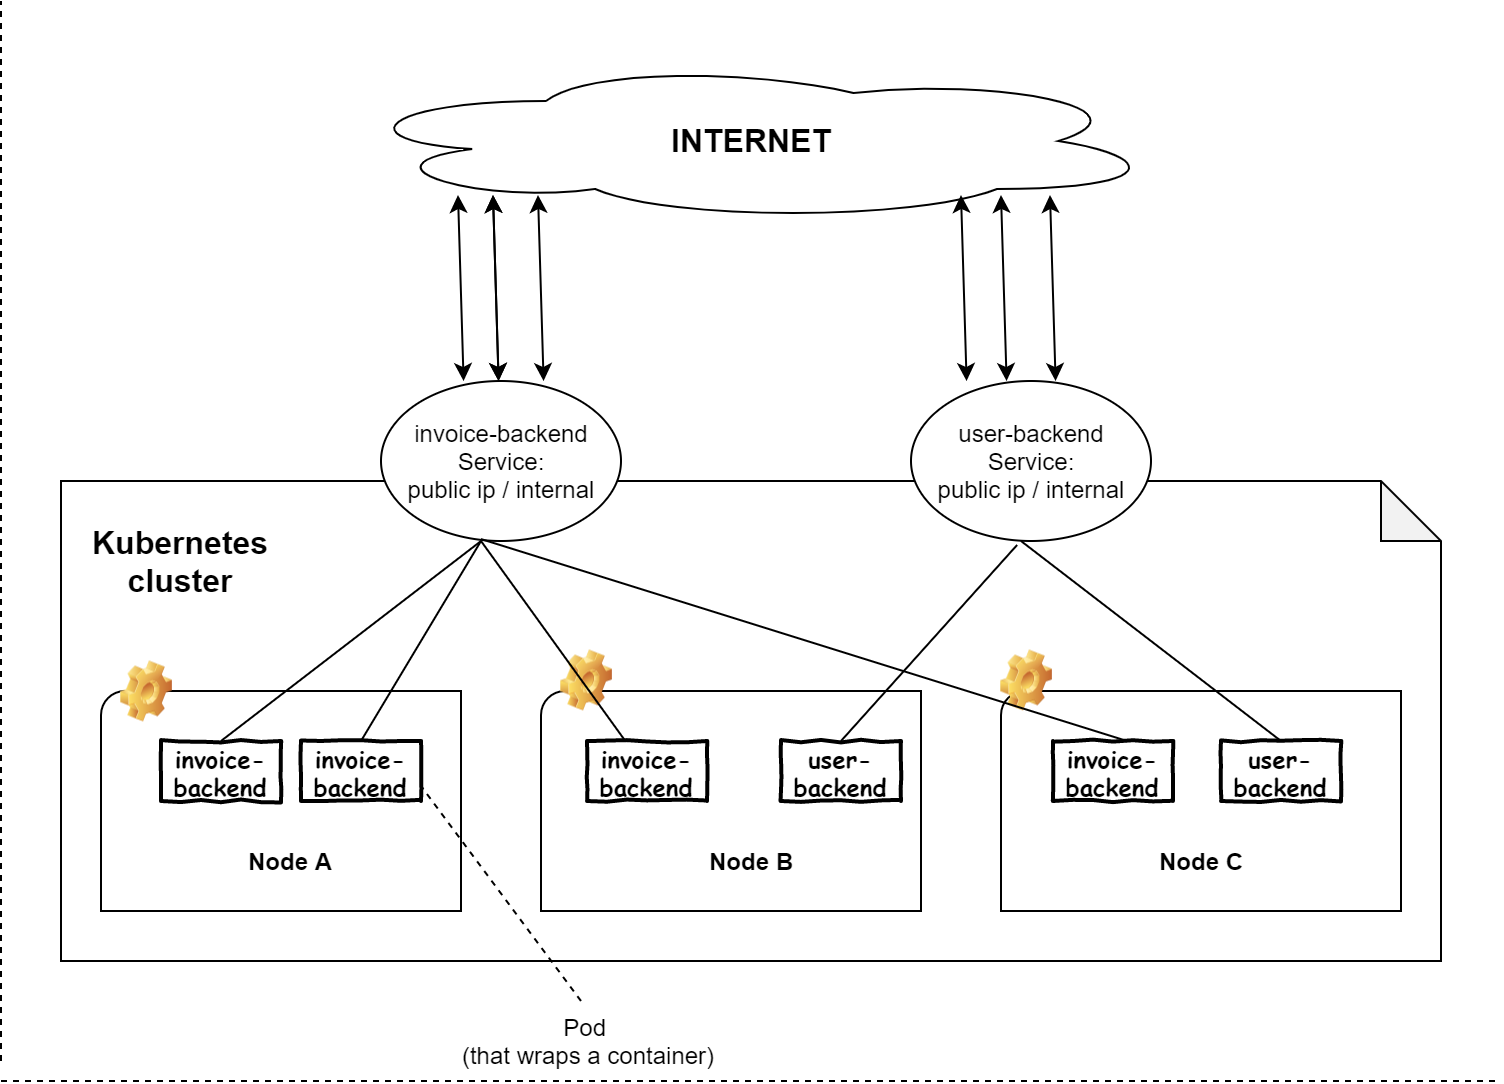 INTERNET
invoice-backend
Service:
public ip / internal
user-backend
Service:
public ip / internal
Kubernetes
cluster
invoice-
backend
invoice-
backend
Node A
invoice-
backend
user-
backend
Node B
invoice-
backend
user-
backend
Node C
Pod
(that wraps a container)